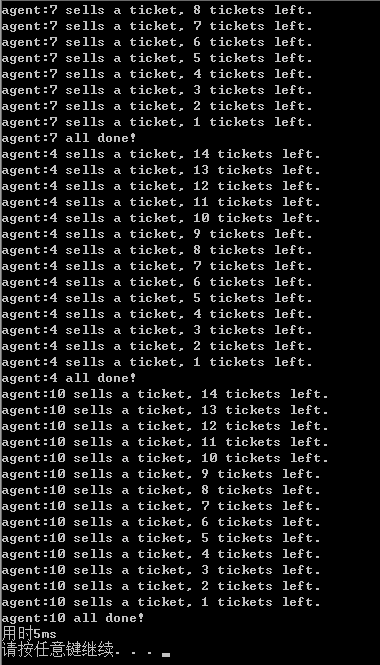 agent:7 sells a ticket, 8 tickets left.
agent:7 sells a ticket, 7 tickets left.
agent:7 sells a ticket, 6 tickets left.
agent:7 sells a ticket, 5 tickets left.
agent:7 sells a ticket, 4 tickets left.
agent:7 sells a ticket, 3 tickets left.
agent:7 sells a ticket, 2 tickets left.
agent:7 sells a ticket, 1 tickets left.
agent:7 all done!
agent:4 sells a ticket, 14 tickets left.
agent:4 sells a ticket, 13 tickets left.
agent:4 sells a ticket, 12 tickets left.
agent:4 sells a ticket, 11 tickets left.
agent:4 sells a ticket, 10 tickets left.
agent:4 sells a ticket, 9 tickets left.
agent:4 sells a ticket, 8 tickets left.
agent:4 sells a ticket, 7 tickets left.
agent:4 sells a ticket, 6 tickets left.
agent:4 sells a ticket, 5 tickets left.
agent:4 sells a ticket, 4 tickets left.
agent:4 sells a ticket, 3 tickets left.
agent:4 sells a ticket, 2 tickets left.
agent:4 sells a ticket, 1 tickets left.
agent:4 all done!
agent:10 sells a ticket, 14 tickets left.
agent:10 sells a ticket, 13 tickets left.
agent:10 sells a ticket, 12 tickets left.
agent:10 sells a ticket, 11 tickets left.
agent:10 sells a ticket, 10 tickets left.
agent:10 sells a ticket, 9 tickets left.
agent:10 sells a ticket, 8 tickets left.
agent:10 sells a ticket, 7 tickets left.
agent:10 sells a ticket, 6 tickets left.
agent:10 sells a ticket, 5 tickets left.
agent:10 sells a ticket, 4 tickets left.
agent:10 sells a ticket, 3 tickets left.
agent:10 sells a ticket, 2 tickets left.
agent:10 sells a ticket, 1 tickets left.
agent:10 all done!
用时5ms
请按任意键继续. . .